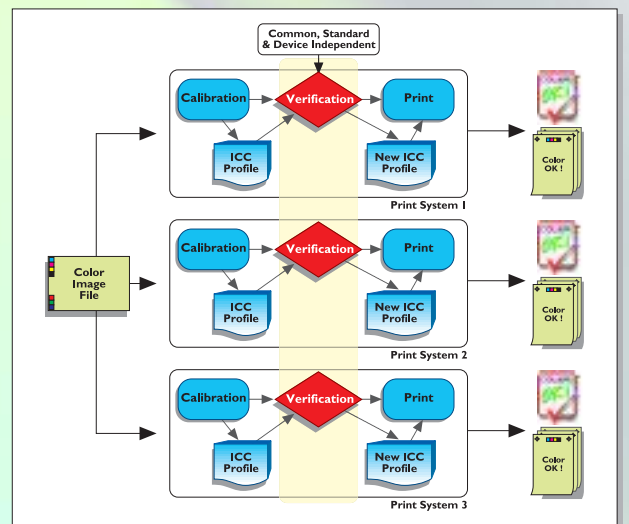 Common, Standard
& Device Independent
Calibration
Verification
Print
ICC
Profile
New ICC
Profile
Color
OK !
Print System 1
Color
Image
File
Calibration
Verification
Print
ICC
Profile
New ICC
Profile
Color
OK !
Print System 2
Calibration
Verification
Print
ICC
Profile
New ICC
Profile
Color
OK !
Print System 3